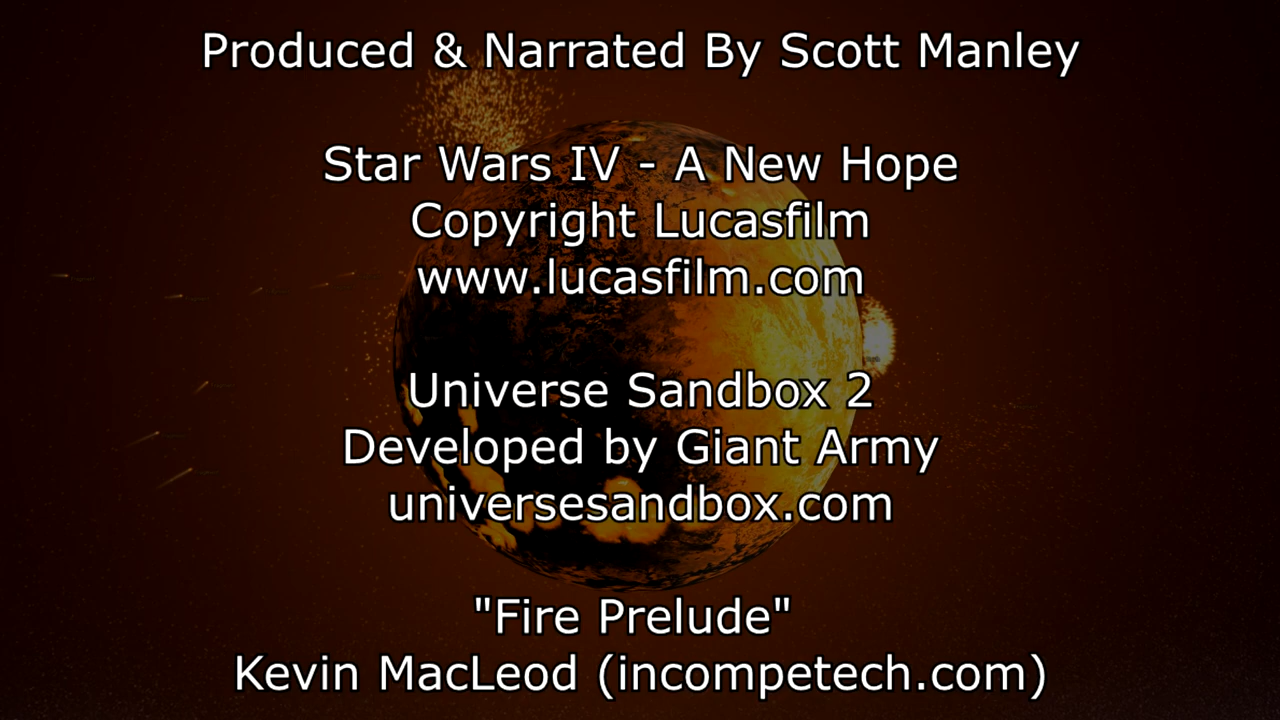 Produced & Narrated By Scott Manley
Star Wars IV - A New Hope
Copyright Lucasfilm
www.lucasfilm.com
Universe Sandbox 2
Developed by Giant Army
universesandbox.com
"Fire Prelude"
Kevin MacLeod (incompetech.com)